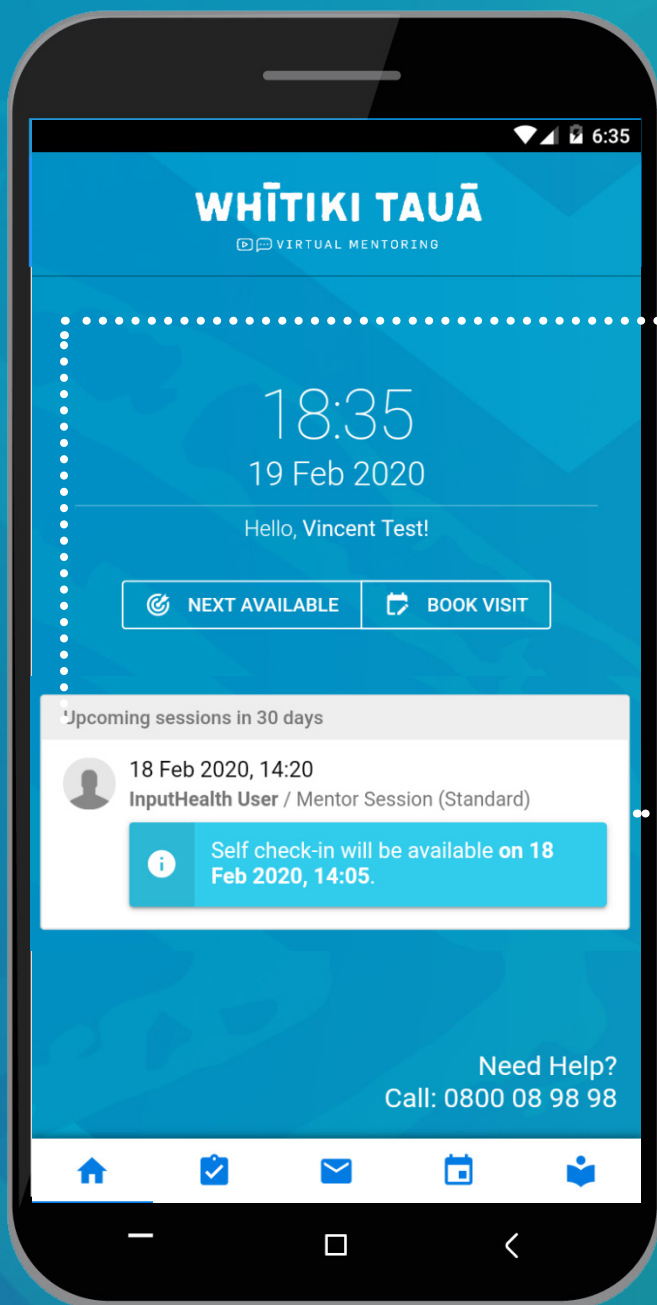 6:35
WHĪTIKI TAUĀ
VIRTUAL MENTORING
18:35
19 Feb 2020
Hello, Vincent Test!
NEXT AVAILABLE
BOOK VISIT
Upcoming sessions in 30 days
18 Feb 2020, 14:20
InputHealth User / Mentor Session (Standard)
Self check-in will be available on 18
Feb 2020, 14:05.
Need Help?
Call: 0800 08 98 98